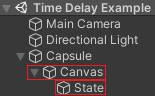 Time Delay Example
Main Camera
Directional Light
Capsule
Canvas
State